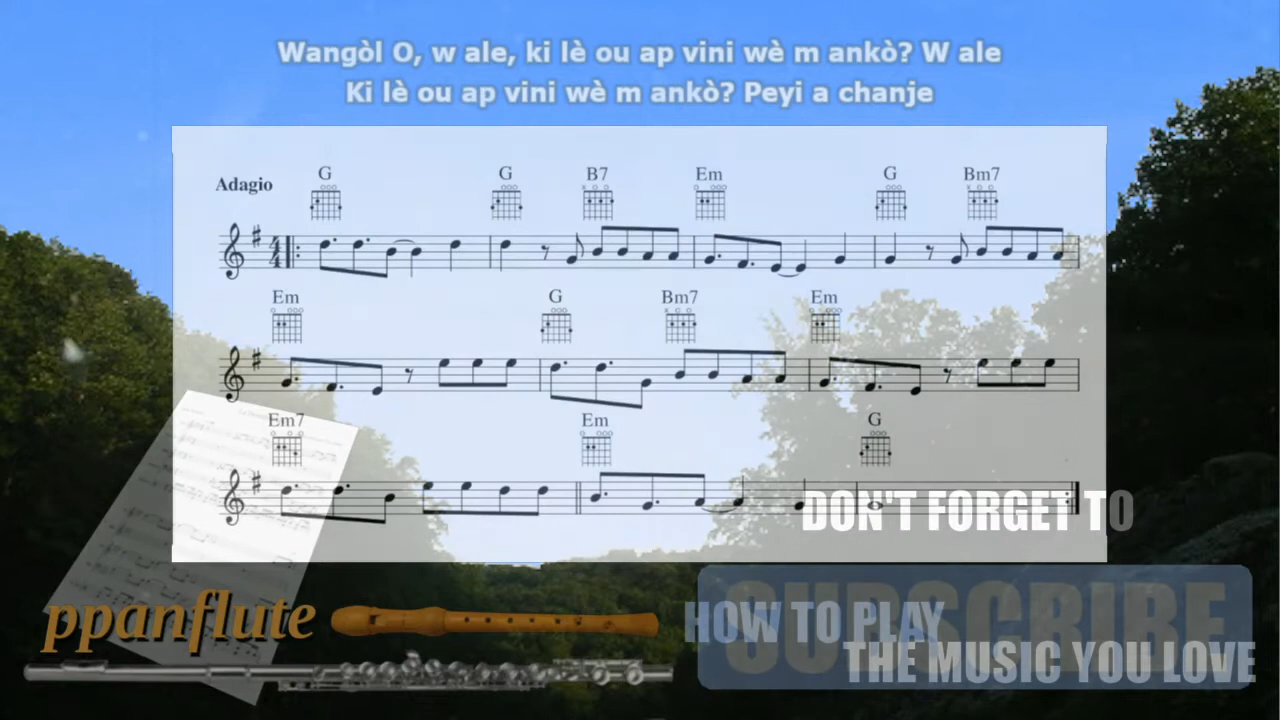 Wangòl O, w ale, ki lè ou ap vini wè m ankò? W ale
Ki lè ou ap vini wè m ankò? Peyi a chanje
Adagio
G G B7 Em G Bm7
4
4
Em G Bm7 Em
Em7 Em G
DON'T FORGET TO
SUBSCRIBE
ppanflute
HOW TO PLAY
THE MUSIC YOU LOVE